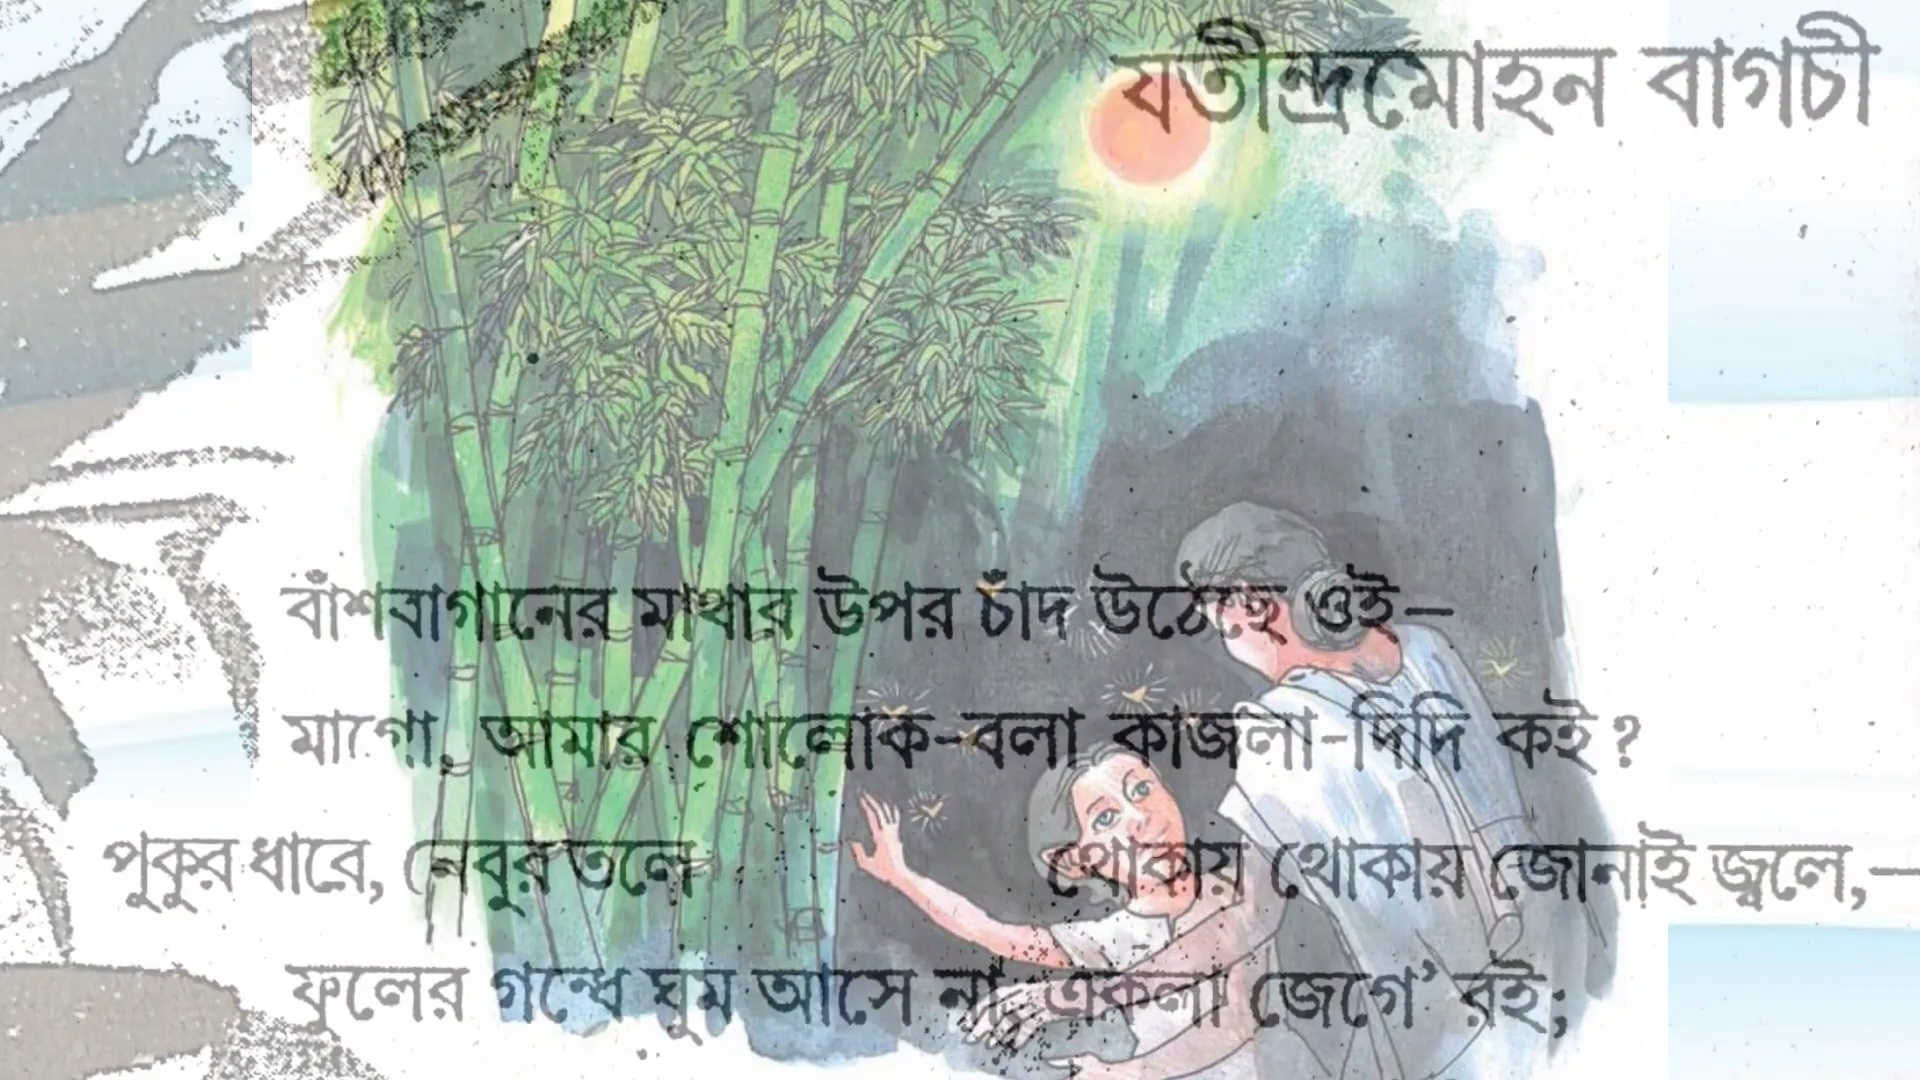 যতীন্দ্রমোহন বাগচী
বাঁশবাগানের মাথার উপর চাঁদ উঠেছে ওই—
মাগো, আমার শোলোক-বলা কাজলা-দিদি কই?
পুকুর ধারে, নেবুর তলে থোকায় থোকায় জোনাই জ্বলে,—
ফুলের গন্ধে ঘুম আসে না, একলা জেগে’ রই;